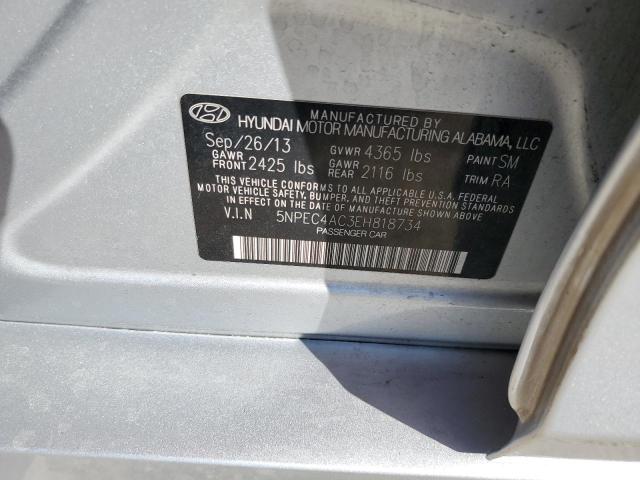 MANUFACTURED BY
HYUNDAI MOTOR MANUFACTURING ALABAMA, LLC
Sep/26/13 GVWR 4365 lbs PAINT SM
GAWR FRONT 2425 lbs GAWR REAR 2116 lbs TRIM RA
THIS VEHICLE CONFORMS TO ALL APPLICABLE U.S.A. FEDERAL
MOTOR VEHICLE SAFETY, BUMPER, AND THEFT PREVENTION
STANDARDS IN EFFECT ON THE DATE OF MANUFACTURE SHOWN ABOVE.
V.I.N 5NPEC4AC3EH818734
PASSENGER CAR